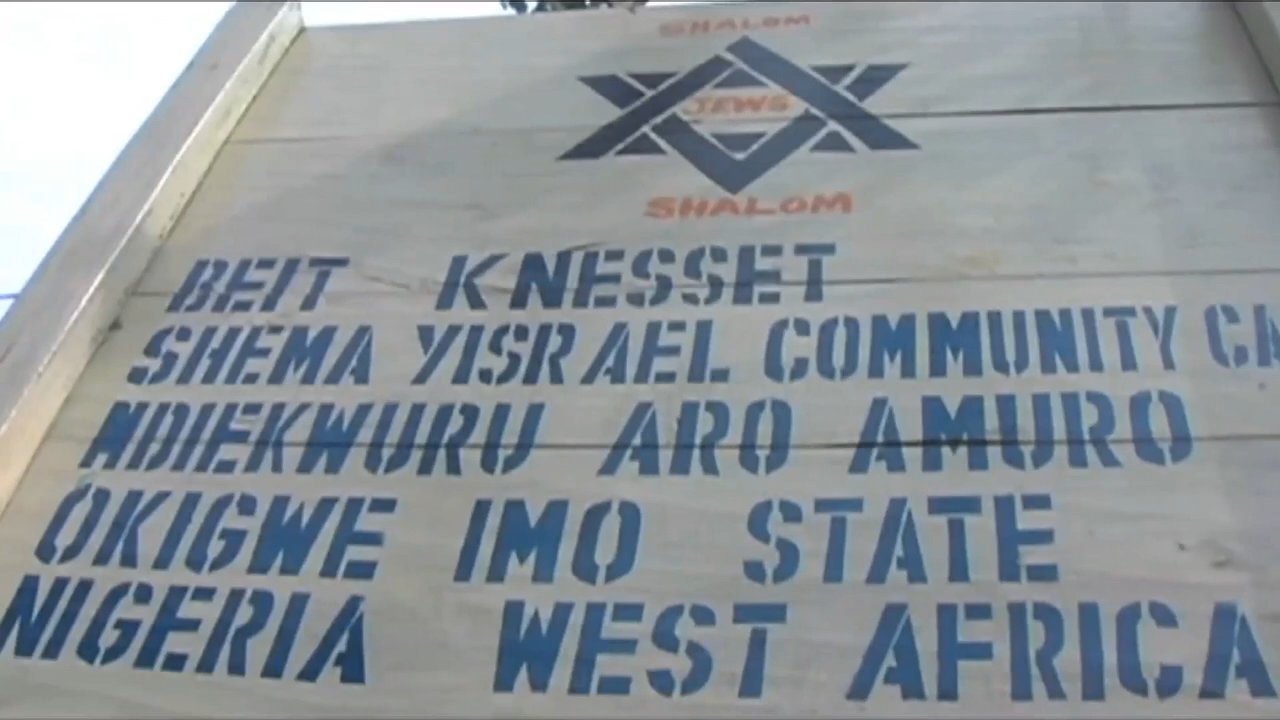 SHALOM
JEWS
SHALOM
BEIT KNESSET
SHEMA YISRAEL COMMUNITY
NDIEKWURU ARO AMURO
OKIGWE IMO STATE
NIGERIA WEST AFRICA